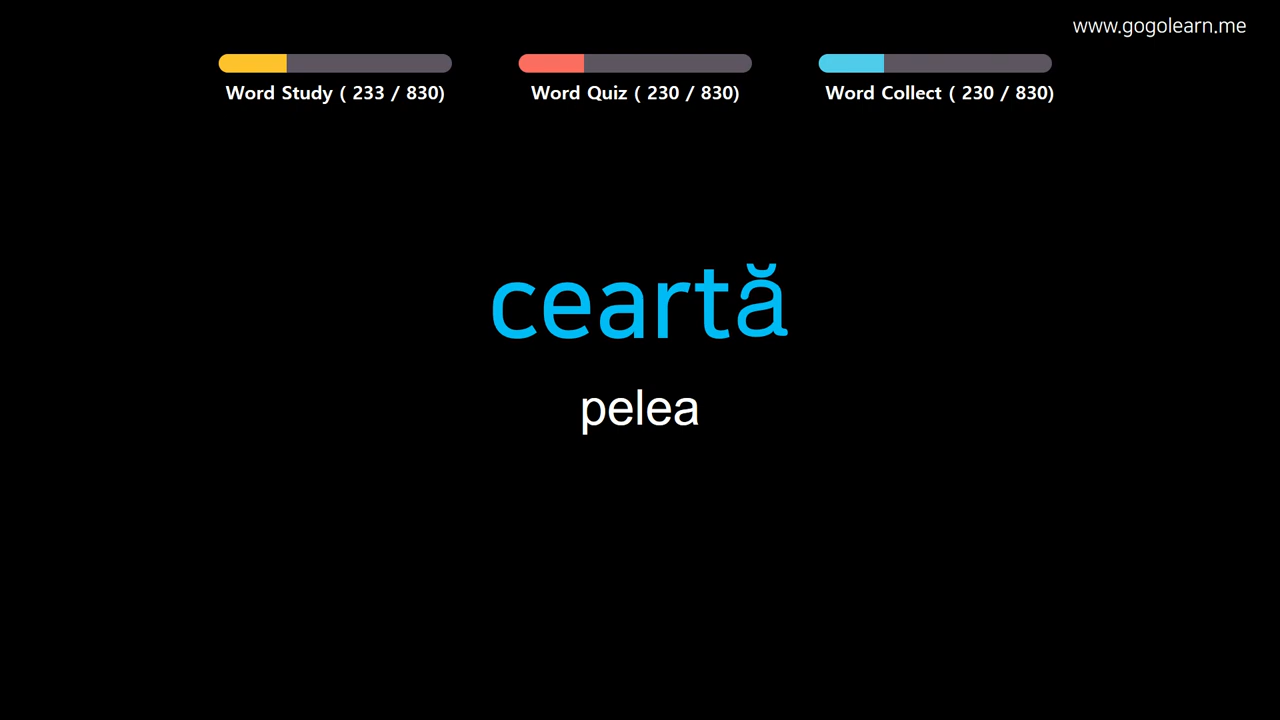 www.gogolearn.me
Word Study ( 233 / 830)
Word Quiz ( 230 / 830)
Word Collect ( 230 / 830)
ceartă
pelea